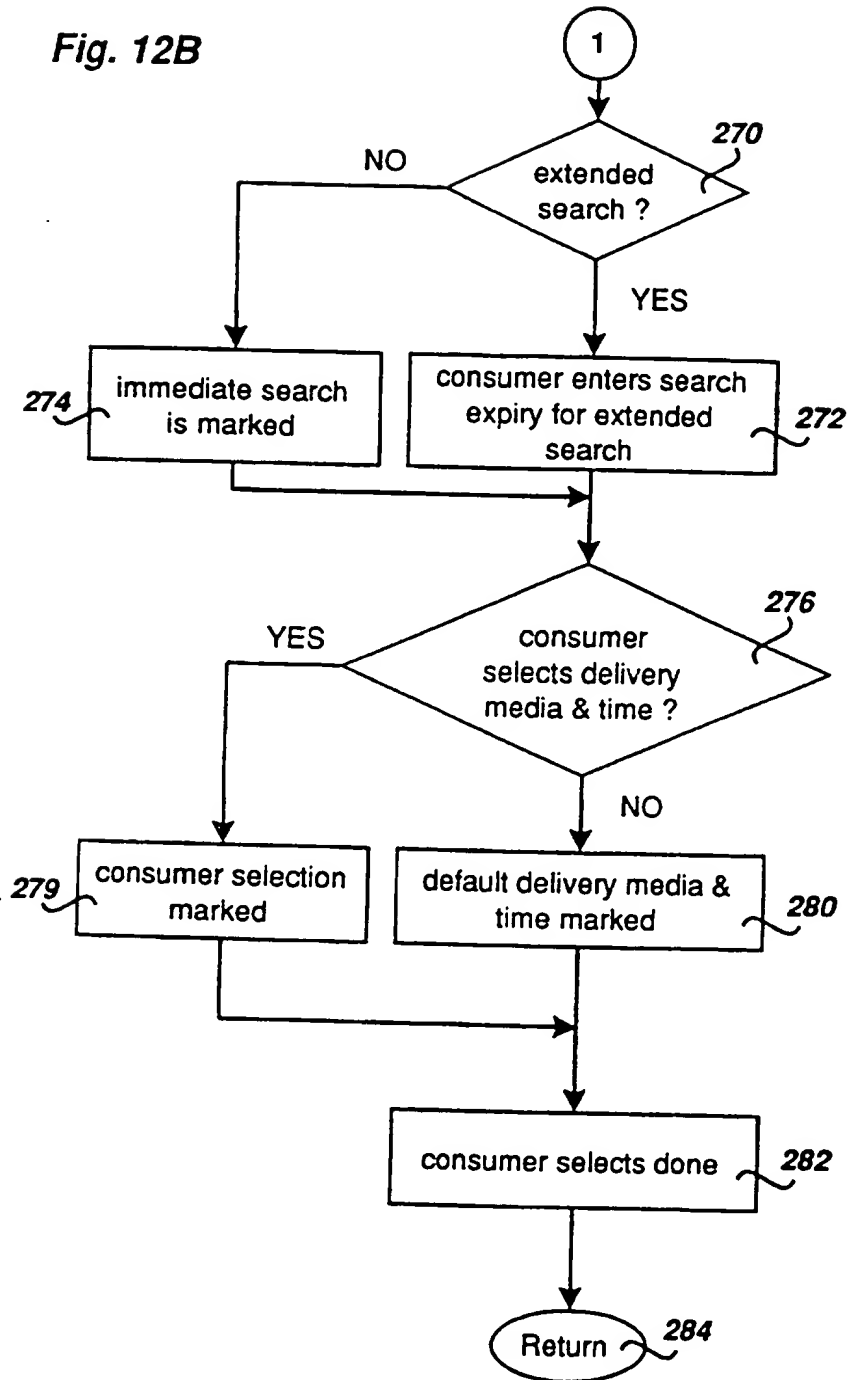 Fig. 12B
1
270
extended
search ?
NO
YES
274
immediate search
is marked
consumer enters search
expiry for extended
search
272
276
consumer
selects delivery
media & time ?
YES
NO
279
consumer selection
marked
default delivery media &
time marked
280
consumer selects done
282
Return
284